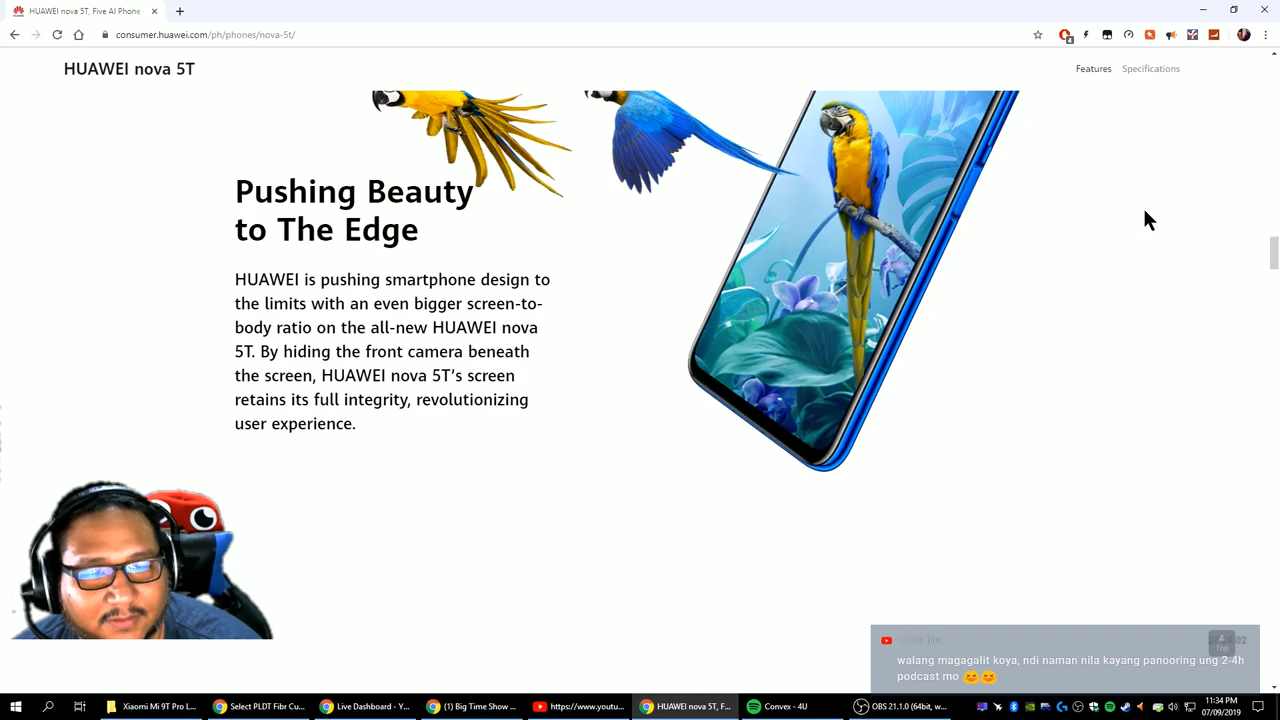 HUAWEI nova 5T, Five AI Phone
consumer.huawei.com/ph/phones/nova-5t/
4
HUAWEI nova 5T
Features
Specifications
Pushing Beauty
to The Edge
HUAWEI is pushing smartphone design to
the limits with an even bigger screen-to-
body ratio on the all-new HUAWEI nova
5T. By hiding the front camera beneath
the screen, HUAWEI nova 5T’s screen
retains its full integrity, revolutionizing
user experience.
Top
walang magagalit koya, ndi naman nila kayang panooring ung 2-4h
podcast mo 😊😊
Xiaomi Mi 9T Pro L...
Select PLDT Fibr Cu...
Live Dashboard - Y...
(1) Big Time Show ...
https://www.youtu...
HUAWEI nova 5T, F...
Convex - 4U
OBS 21.1.0 (64bit, w...
11:34 PM
07/09/2019